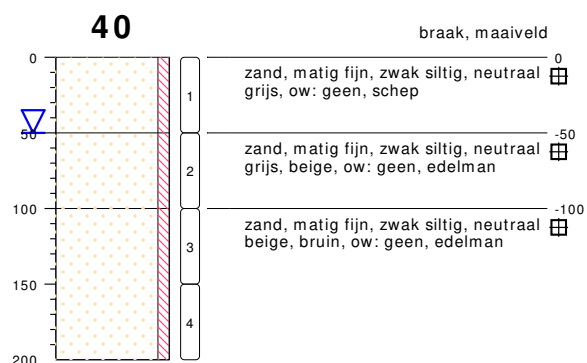 40
braak, maaiveld
0
0
zand, matig fijn, zwak siltig, neutraal
grijs, ow: geen, schep
1
50
-50
zand, matig fijn, zwak siltig, neutraal
grijs, beige, ow: geen, edelman
2
100
-100
zand, matig fijn, zwak siltig, neutraal
beige, bruin, ow: geen, edelman
3
150
4
200